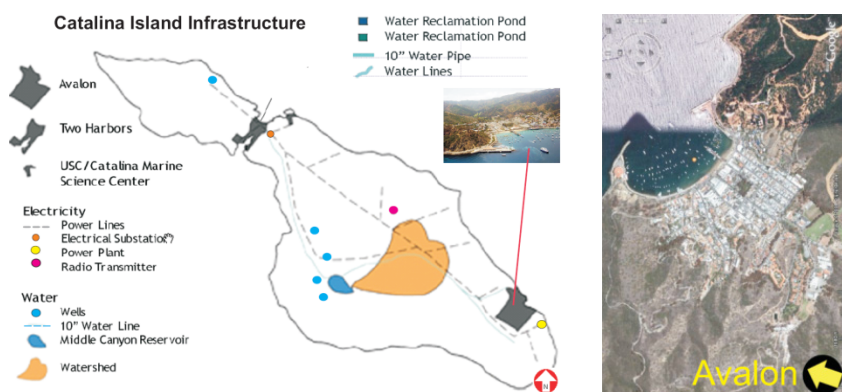 Catalina Island Infrastructure
Water Reclamation Pond
Water Reclamation Pond
10" Water Pipe
Water Lines
Avalon
Two Harbors
USC/Catalina Marine
Science Center
Electricity
Power Lines
Electrical Substation
Power Plant
Radio Transmitter
Water
Wells
10" Water Line
Middle Canyon Reservoir
Watershed
N
Google
Avalon